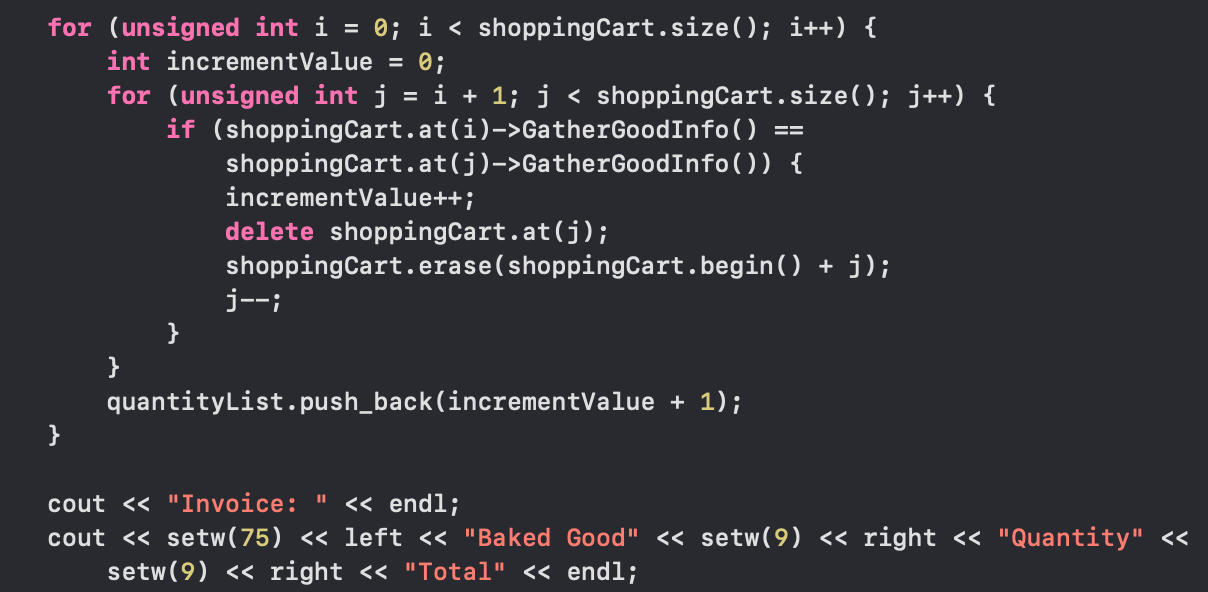 for (unsigned int i = 0; i < shoppingCart.size(); i++) {
    int incrementValue = 0;
    for (unsigned int j = i + 1; j < shoppingCart.size(); j++) {
        if (shoppingCart.at(i)->GatherGoodInfo() ==
            shoppingCart.at(j)->GatherGoodInfo()) {
            incrementValue++;
            delete shoppingCart.at(j);
            shoppingCart.erase(shoppingCart.begin() + j);
            j--;
        }
    }
    quantityList.push_back(incrementValue + 1);
}

cout << "Invoice: " << endl;
cout << setw(75) << left << "Baked Good" << setw(9) << right << "Quantity" <<
    setw(9) << right << "Total" << endl;